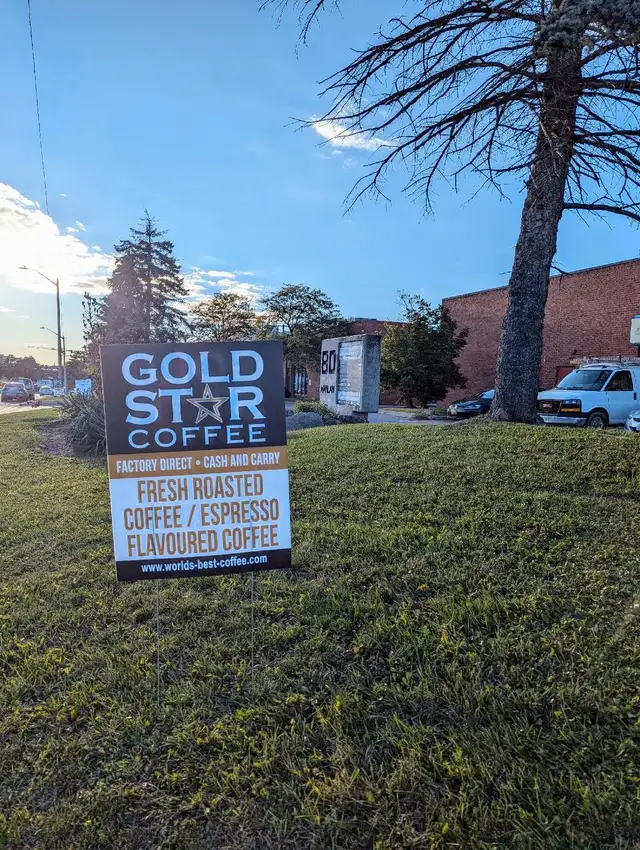 GOLD
STAR
COFFEE
FACTORY DIRECT • CASH AND CARRY
FRESH ROASTED
COFFEE / ESPRESSO
FLAVOURED COFFEE
www.worlds-best-coffee.com
80